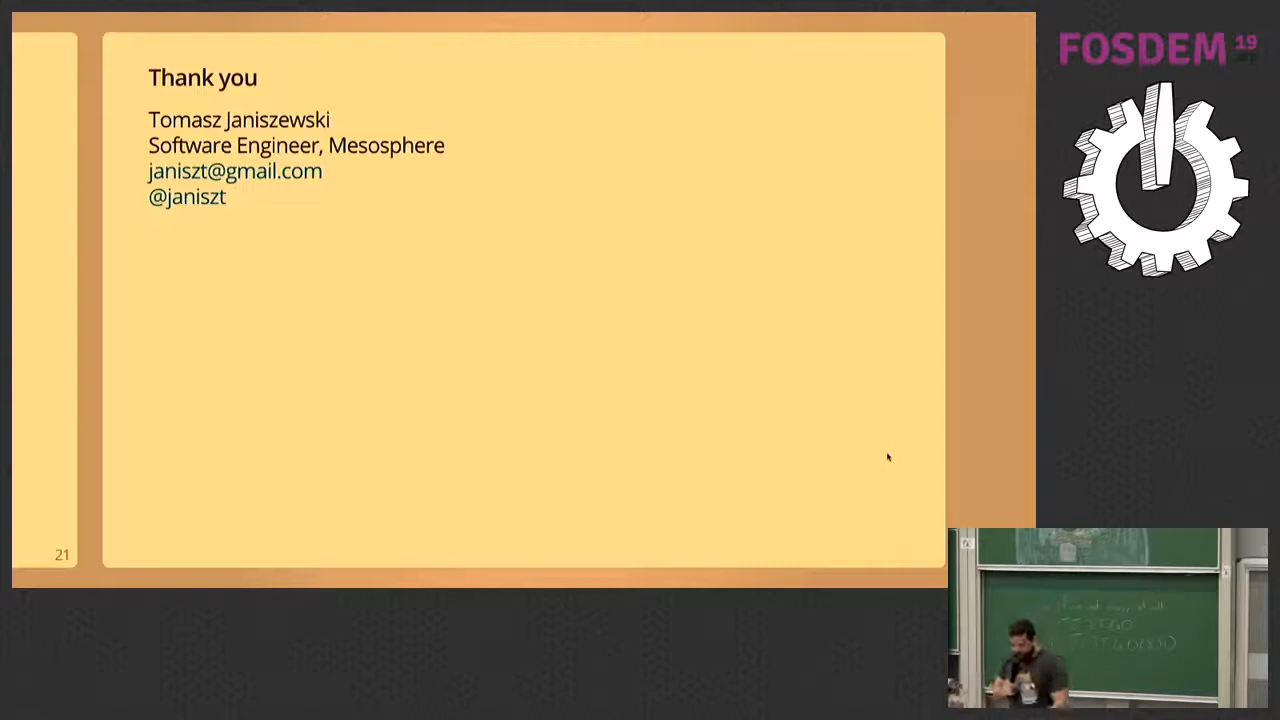 Thank you
Tomasz Janiszewski
Software Engineer, Mesosphere
janiszt@gmail.com
@janiszt
21
FOSDEM 19